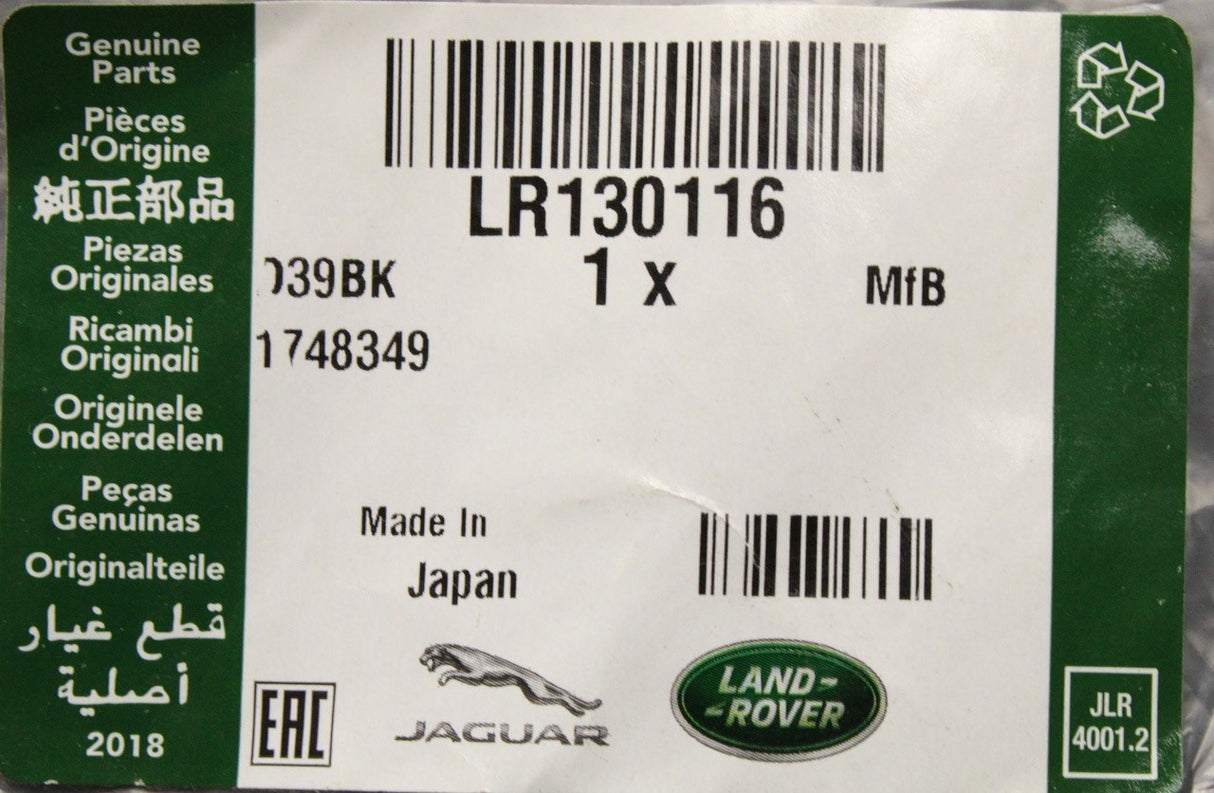 Genuine
Parts
Pièces
d'Origine
純正部品
Piezas
Originales
Ricambi
Originali
Originele
Onderdelen
Peças
Genuinas
Originalteile
قطع غيار
أصلية
2018
LR130116
039BK
1 x
MfB
1748349
Made In
Japan
EAC
JAGUAR
LAND-
-ROVER
JLR
4001.2